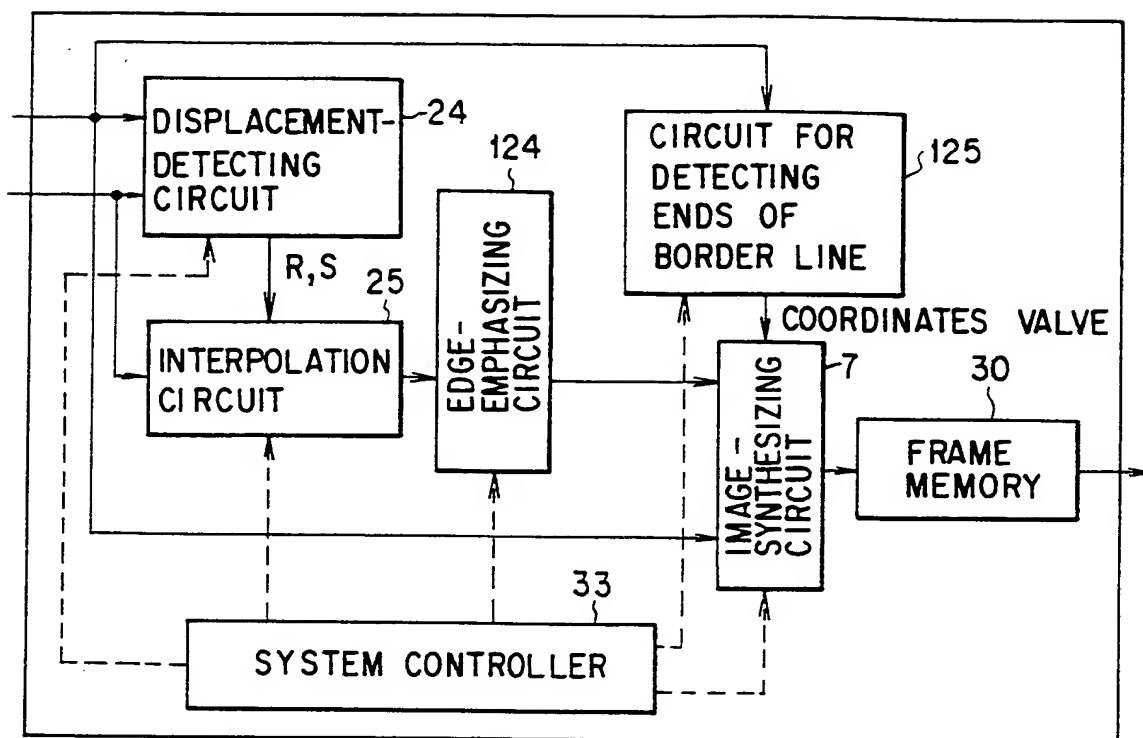 DISPLACEMENT-
DETECTING
CIRCUIT
24
R,S
25
INTERPOLATION
CIRCUIT
124
EDGE-
EMPHASIZING
CIRCUIT
CIRCUIT FOR
DETECTING
ENDS OF
BORDER LINE
125
COORDINATES VALVE
7
IMAGE-
SYNTHESIZING
CIRCUIT
30
FRAME
MEMORY
33
SYSTEM CONTROLLER